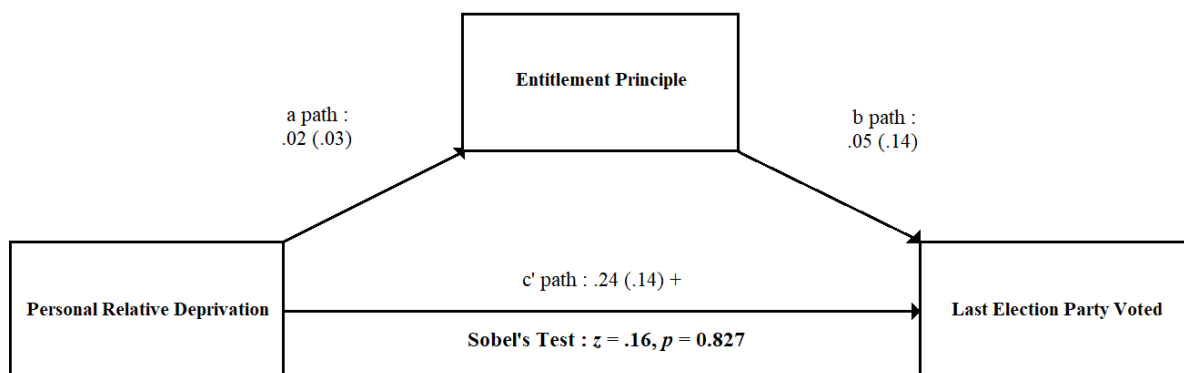 Entitlement Principle
a path :
.02 (.03)
b path :
.05 (.14)
c' path : .24 (.14) +
Personal Relative Deprivation
Last Election Party Voted
Sobel's Test : z = .16, p = 0.827